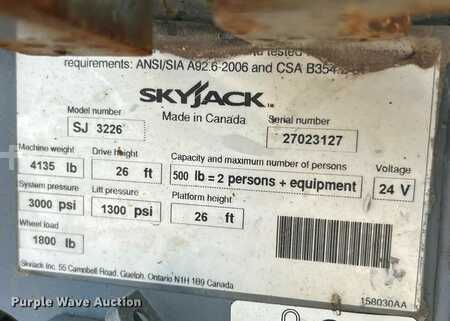 and tested
requirements: ANSI/SIA A92.6-2006 and CSA B354.
SKYJACK™
Made in Canada
Model number
SJ 3226
Serial number
27023127
Machine weight
4135 lb
Drive height
26 ft
Capacity and maximum number of persons
500 lb = 2 persons + equipment
Voltage
24 V
System pressure
3000 psi
Lift pressure
1300 psi
Platform height
26 ft
Wheel load
1800 lb
Skyjack Inc. 55 Campbell Road, Guelph, Ontario N1H 1B9 Canada
158030AA
Purple Wave Auction